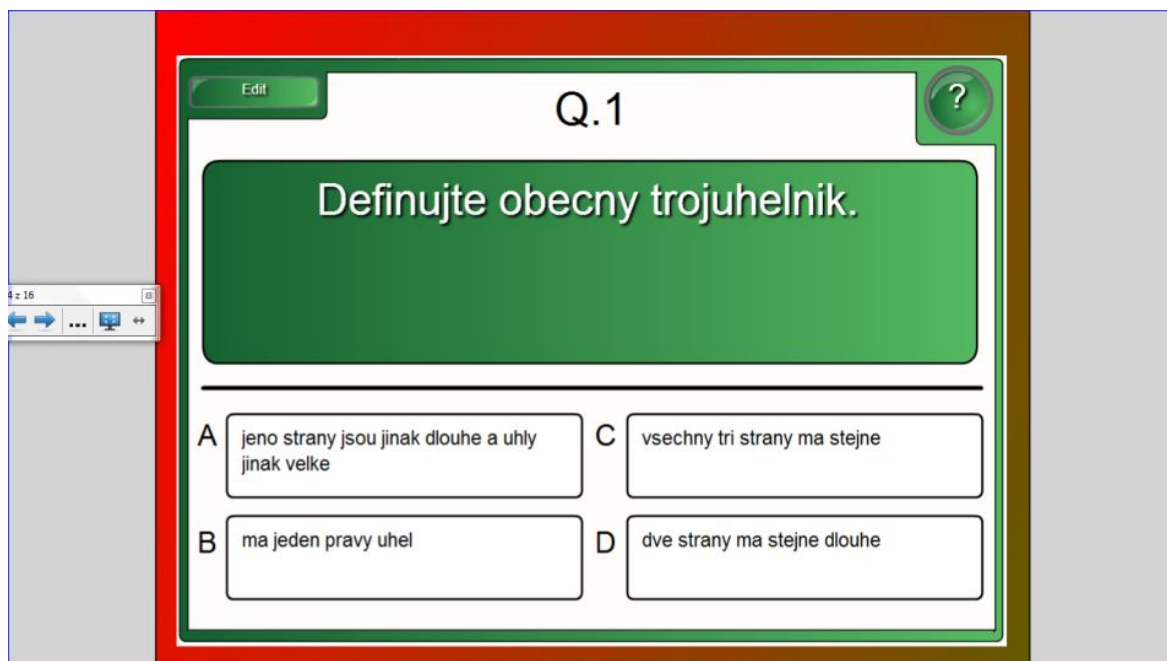 Edit
Q.1
?
Definujte obecny trojuhelnik.
4 z 16
...
A
jeno strany jsou jinak dlouhe a uhly
jinak velke
C
vsechny tri strany ma stejne
B
ma jeden pravy uhel
D
dve strany ma stejne dlouhe